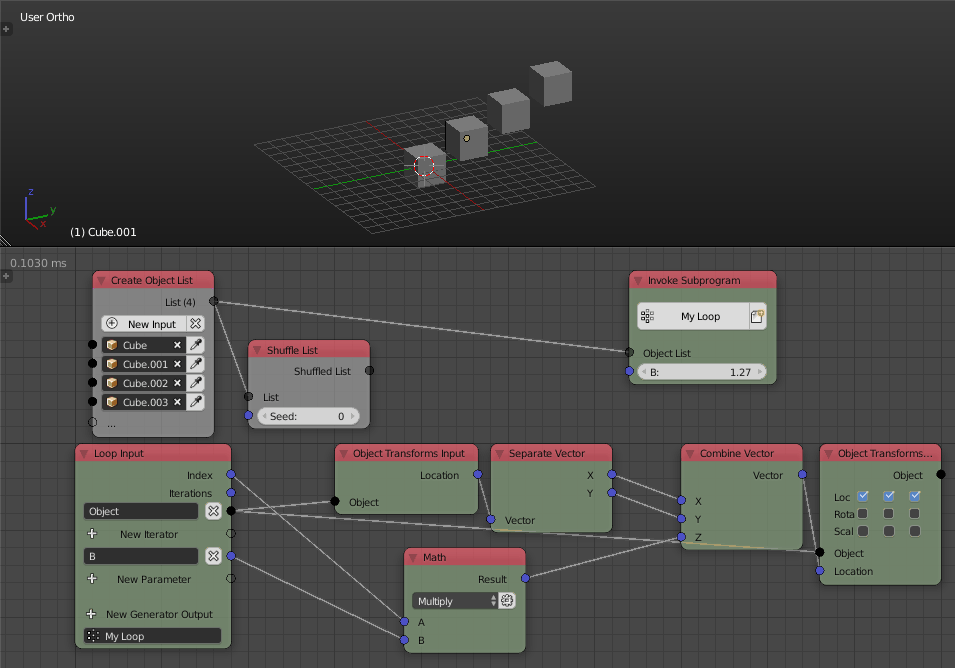 User Ortho
z
y
x
(1) Cube.001
0.1030 ms
Create Object List
List (4)
New Input
Cube
Cube.001
Cube.002
Cube.003
...
Shuffle List
Shuffled List
List
Seed: 0
Invoke Subprogram
My Loop
Object List
B: 1.27
Loop Input
Index
Iterations
Object
New Iterator
B
New Parameter
New Generator Output
My Loop
Object Transforms Input
Location
Object
Separate Vector
X
Y
Vector
Math
Result
Multiply
A
B
Combine Vector
Vector
X
Y
Z
Object Transforms...
Object
Loc
Rota
Scal
Object
Location